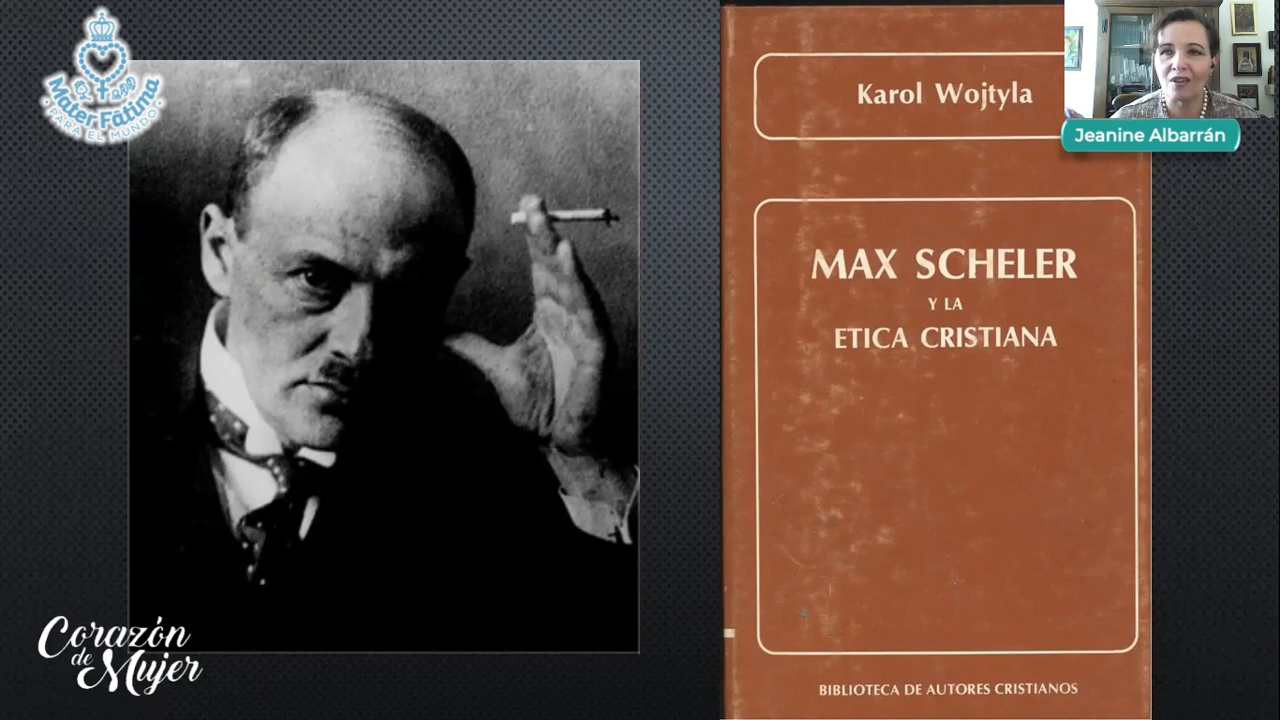 Mater Fátima
PARA EL MUNDO
Karol Wojtyla
MAX SCHELER
Y LA
ETICA CRISTIANA
BIBLIOTECA DE AUTORES CRISTIANOS
Jeanine Albarrán
Corazón
de Mujer